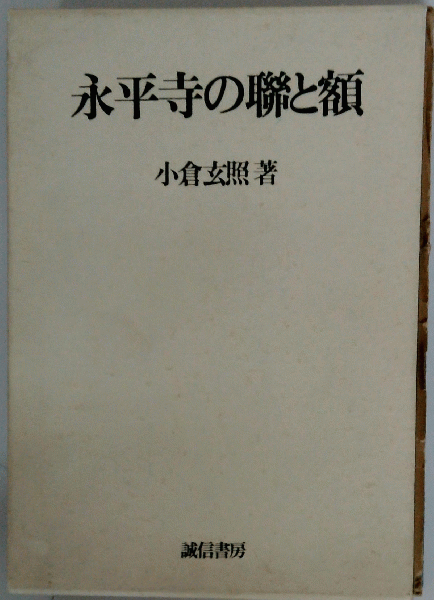 永平寺の聯と額
小倉玄照 著
誠信書房